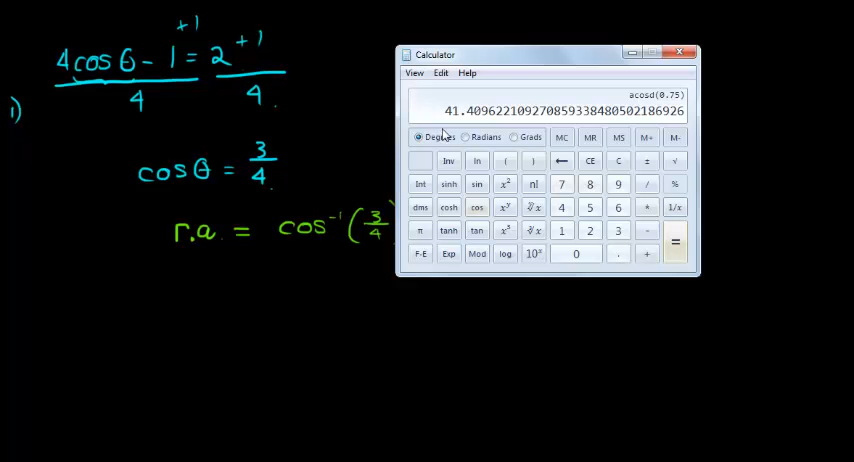 +1 +1
4cosθ - 1 = 2
4 4
1)
cosθ = 3/4
r.a = cos⁻¹(3/4)
Calculator
View Edit Help
acosd(0.75)
41.409622109270859338480502186926
Degrees Radians Grads MC MR MS M+ M-
Inv ln ( ) ← CE C ± √
Int sinh sin x² n! 7 8 9 / %
dms cosh cos xʸ ʸ√x 4 5 6 * 1/x
π tanh tan x³ ³√x 1 2 3 - =
F-E Exp Mod log 10ˣ 0 . +